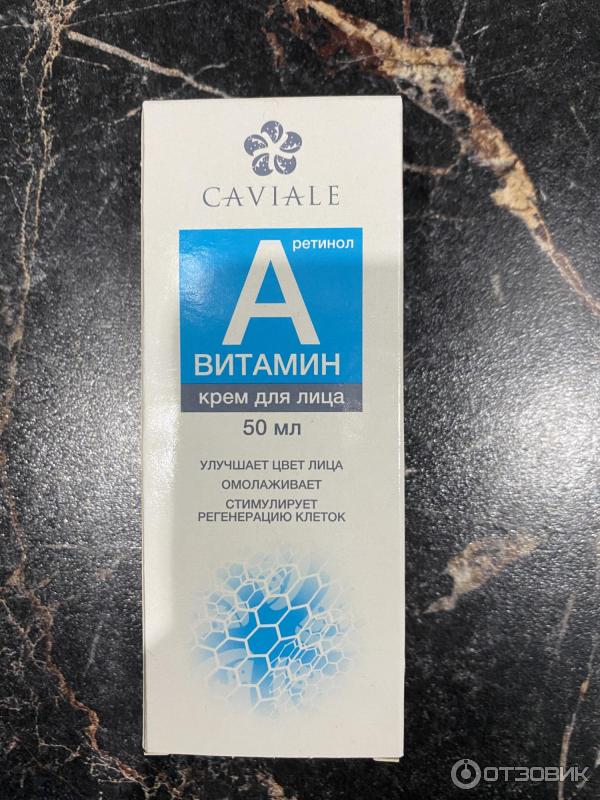 CAVIALE
ретинол
А
ВИТАМИН
крем для лица
50 мл
УЛУЧШАЕТ ЦВЕТ ЛИЦА
ОМОЛАЖИВАЕТ
СТИМУЛИРУЕТ
РЕГЕНЕРАЦИЮ КЛЕТОК
ОТЗОВИК